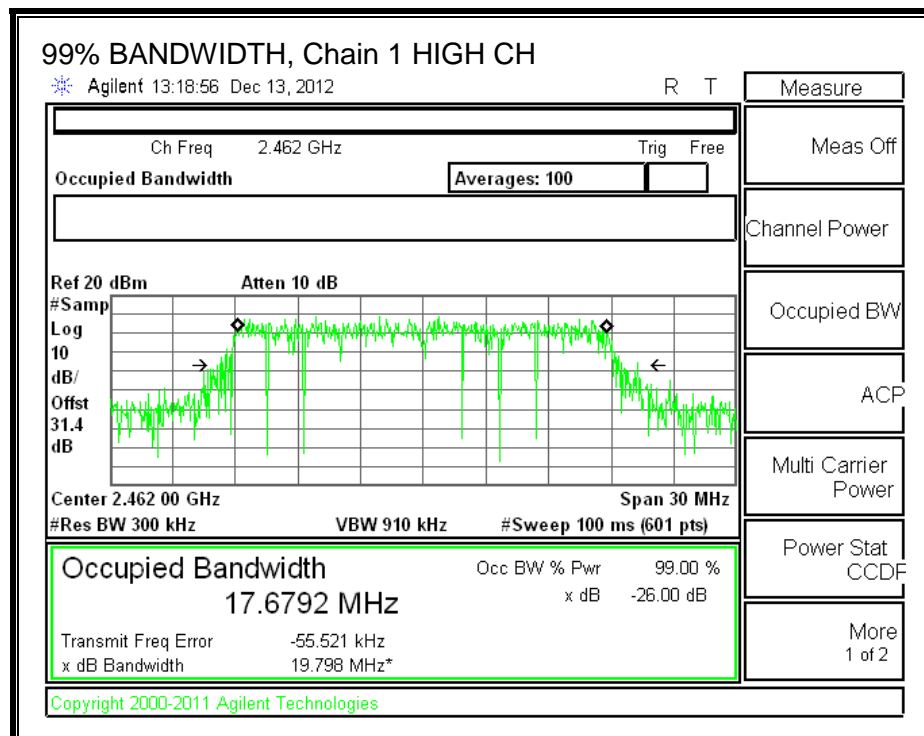 99% BANDWIDTH, Chain 1 HIGH CH
Agilent 13:18:56 Dec 13, 2012 R T
Measure
Ch Freq 2.462 GHz Trig Free
Meas Off
Occupied Bandwidth Averages: 100
Channel Power
Ref 20 dBm Atten 10 dB
#Samp
Log
10
dB/
Offst
31.4
dB
Occupied BW
ACP
Multi Carrier
Power
Center 2.462 00 GHz Span 30 MHz
#Res BW 300 kHz VBW 910 kHz #Sweep 100 ms (601 pts)
Power Stat
CCDF
Occupied Bandwidth Occ BW % Pwr 99.00 %
17.6792 MHz x dB -26.00 dB
Transmit Freq Error -55.521 kHz
x dB Bandwidth 19.798 MHz*
More
1 of 2
Copyright 2000-2011 Agilent Technologies